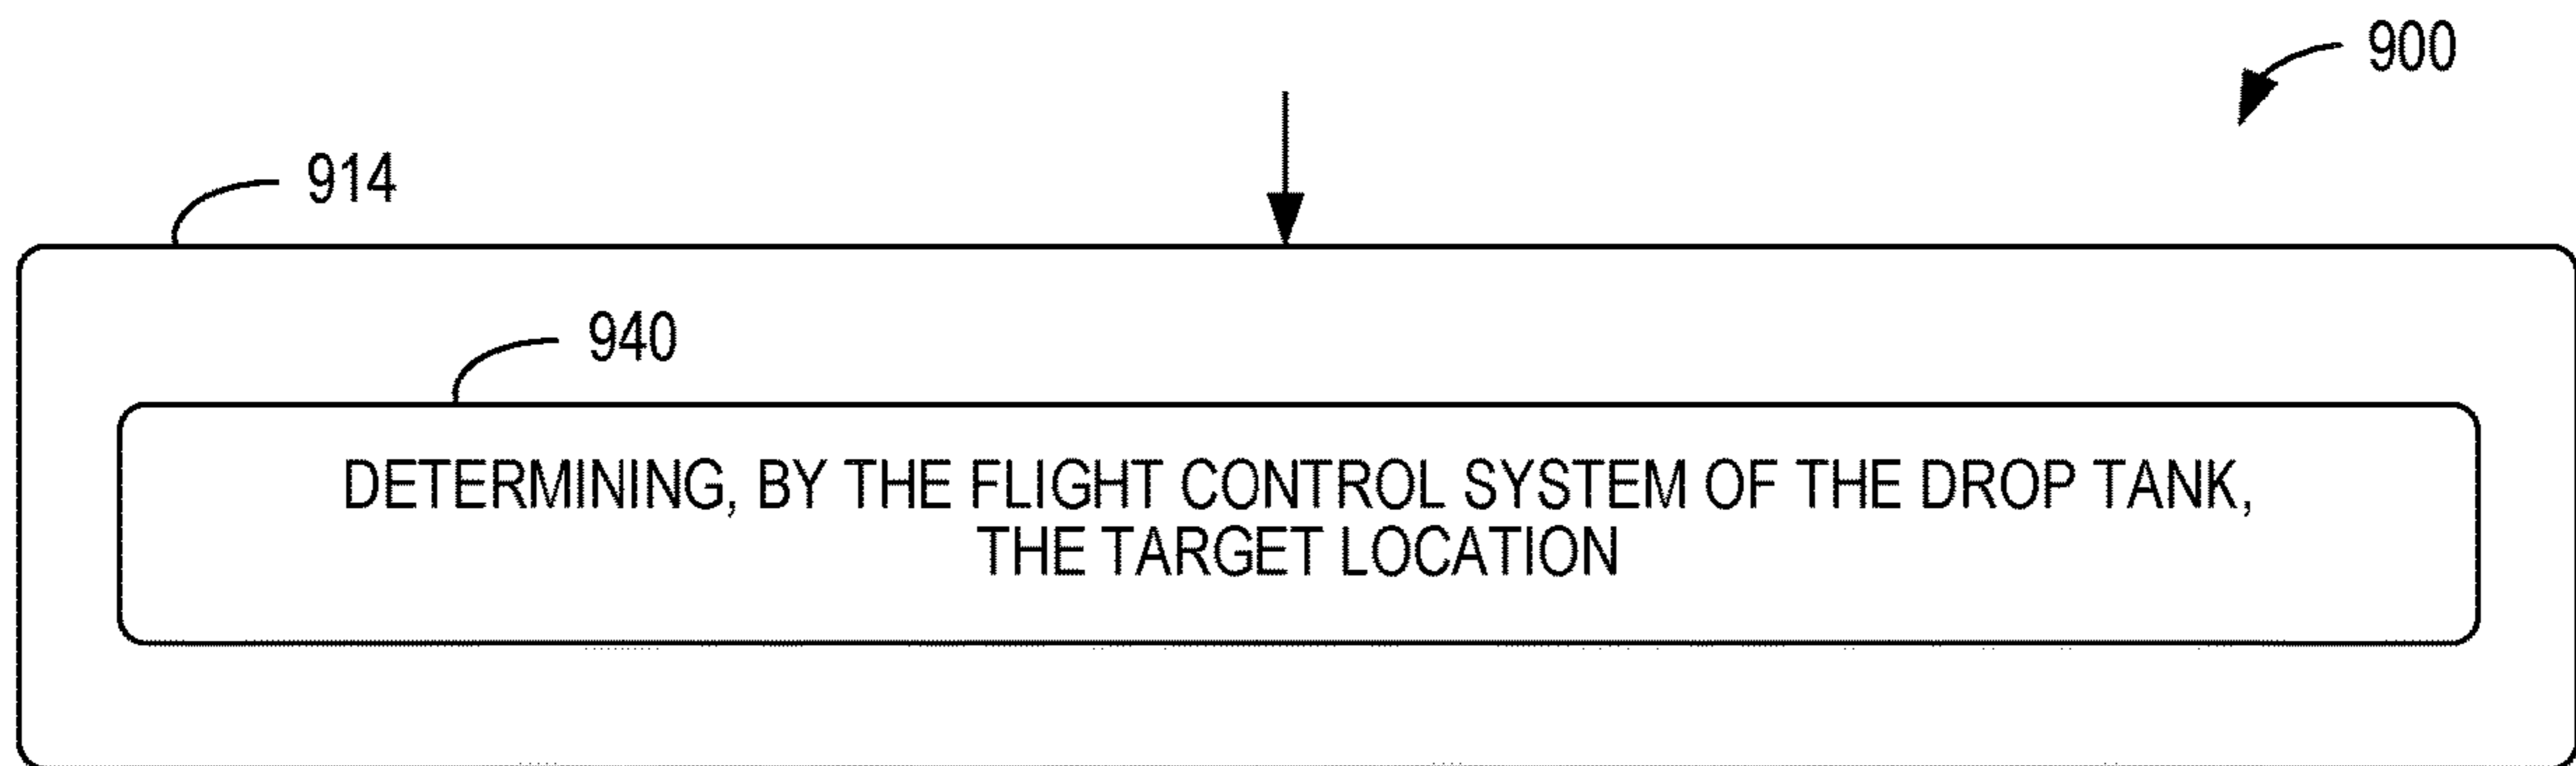 900
914
940
DETERMINING, BY THE FLIGHT CONTROL SYSTEM OF THE DROP TANK,
THE TARGET LOCATION